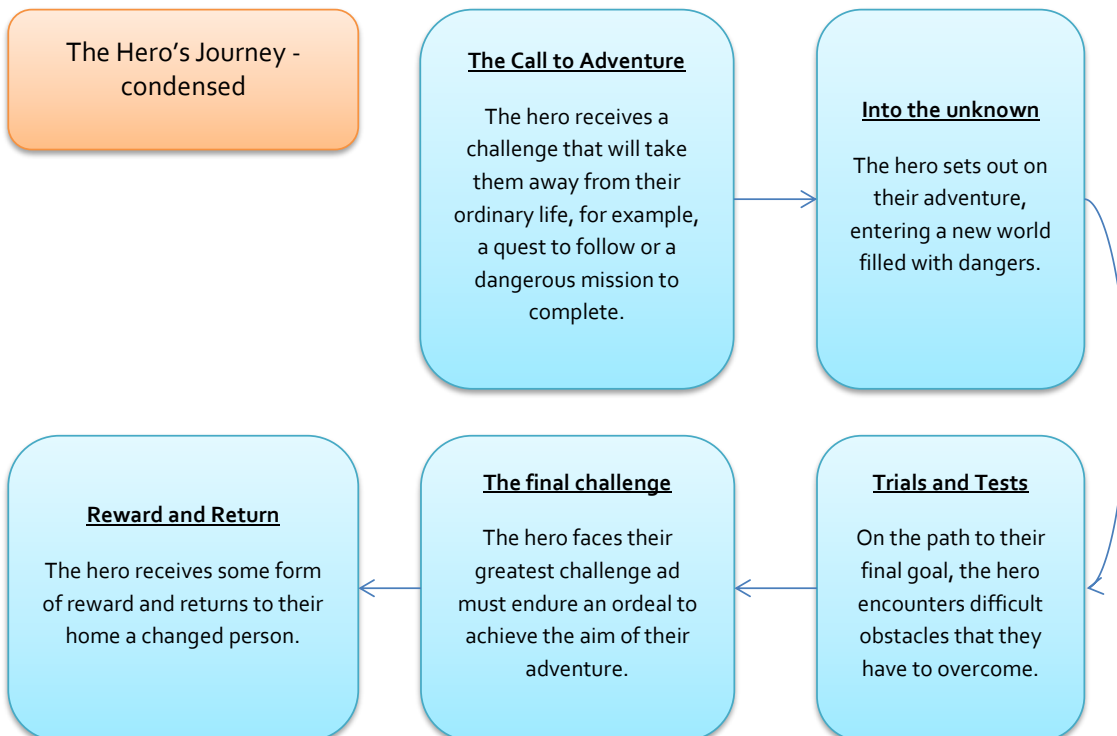 The Hero’s Journey -
condensed
The Call to Adventure
The hero receives a
challenge that will take
them away from their
ordinary life, for example,
a quest to follow or a
dangerous mission to
complete.
Into the unknown
The hero sets out on
their adventure,
entering a new world
filled with dangers.
Trials and Tests
On the path to their
final goal, the hero
encounters difficult
obstacles that they
have to overcome.
The final challenge
The hero faces their
greatest challenge ad
must endure an ordeal to
achieve the aim of their
adventure.
Reward and Return
The hero receives some form
of reward and returns to their
home a changed person.